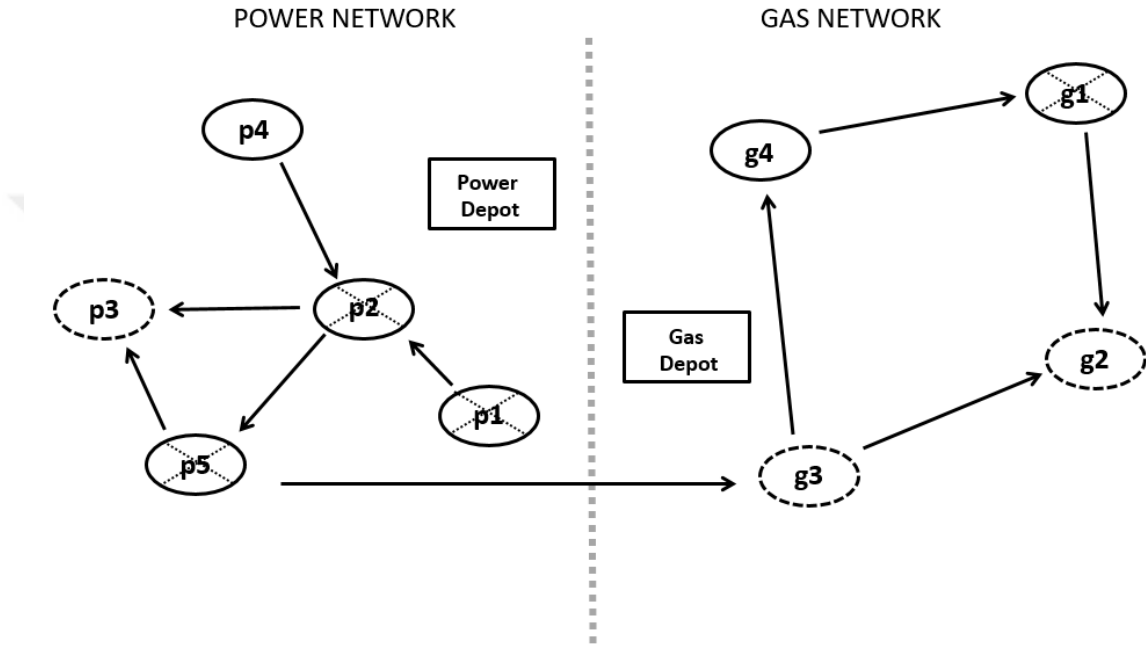 POWER NETWORK
GAS NETWORK
p4
Power
Depot
p3
p2
p1
p5
g1
g4
Gas
Depot
g2
g3